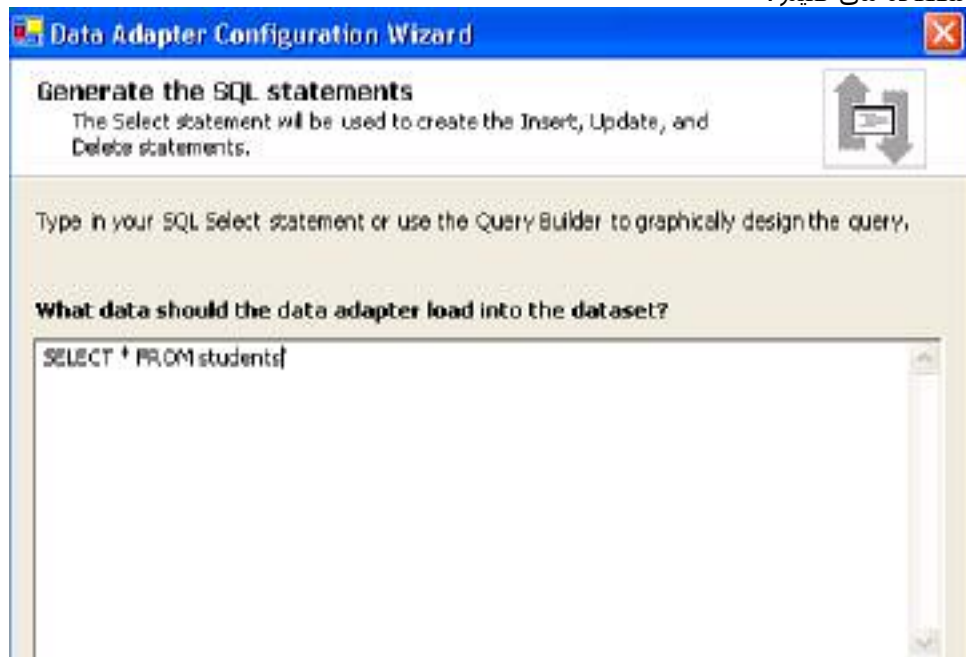 Data Adapter Configuration Wizard
Generate the SQL statements
The Select statement will be used to create the Insert, Update, and
Delete statements.
Type in your SQL Select statement or use the Query Builder to graphically design the query.
What data should the data adapter load into the dataset?
SELECT * FROM students